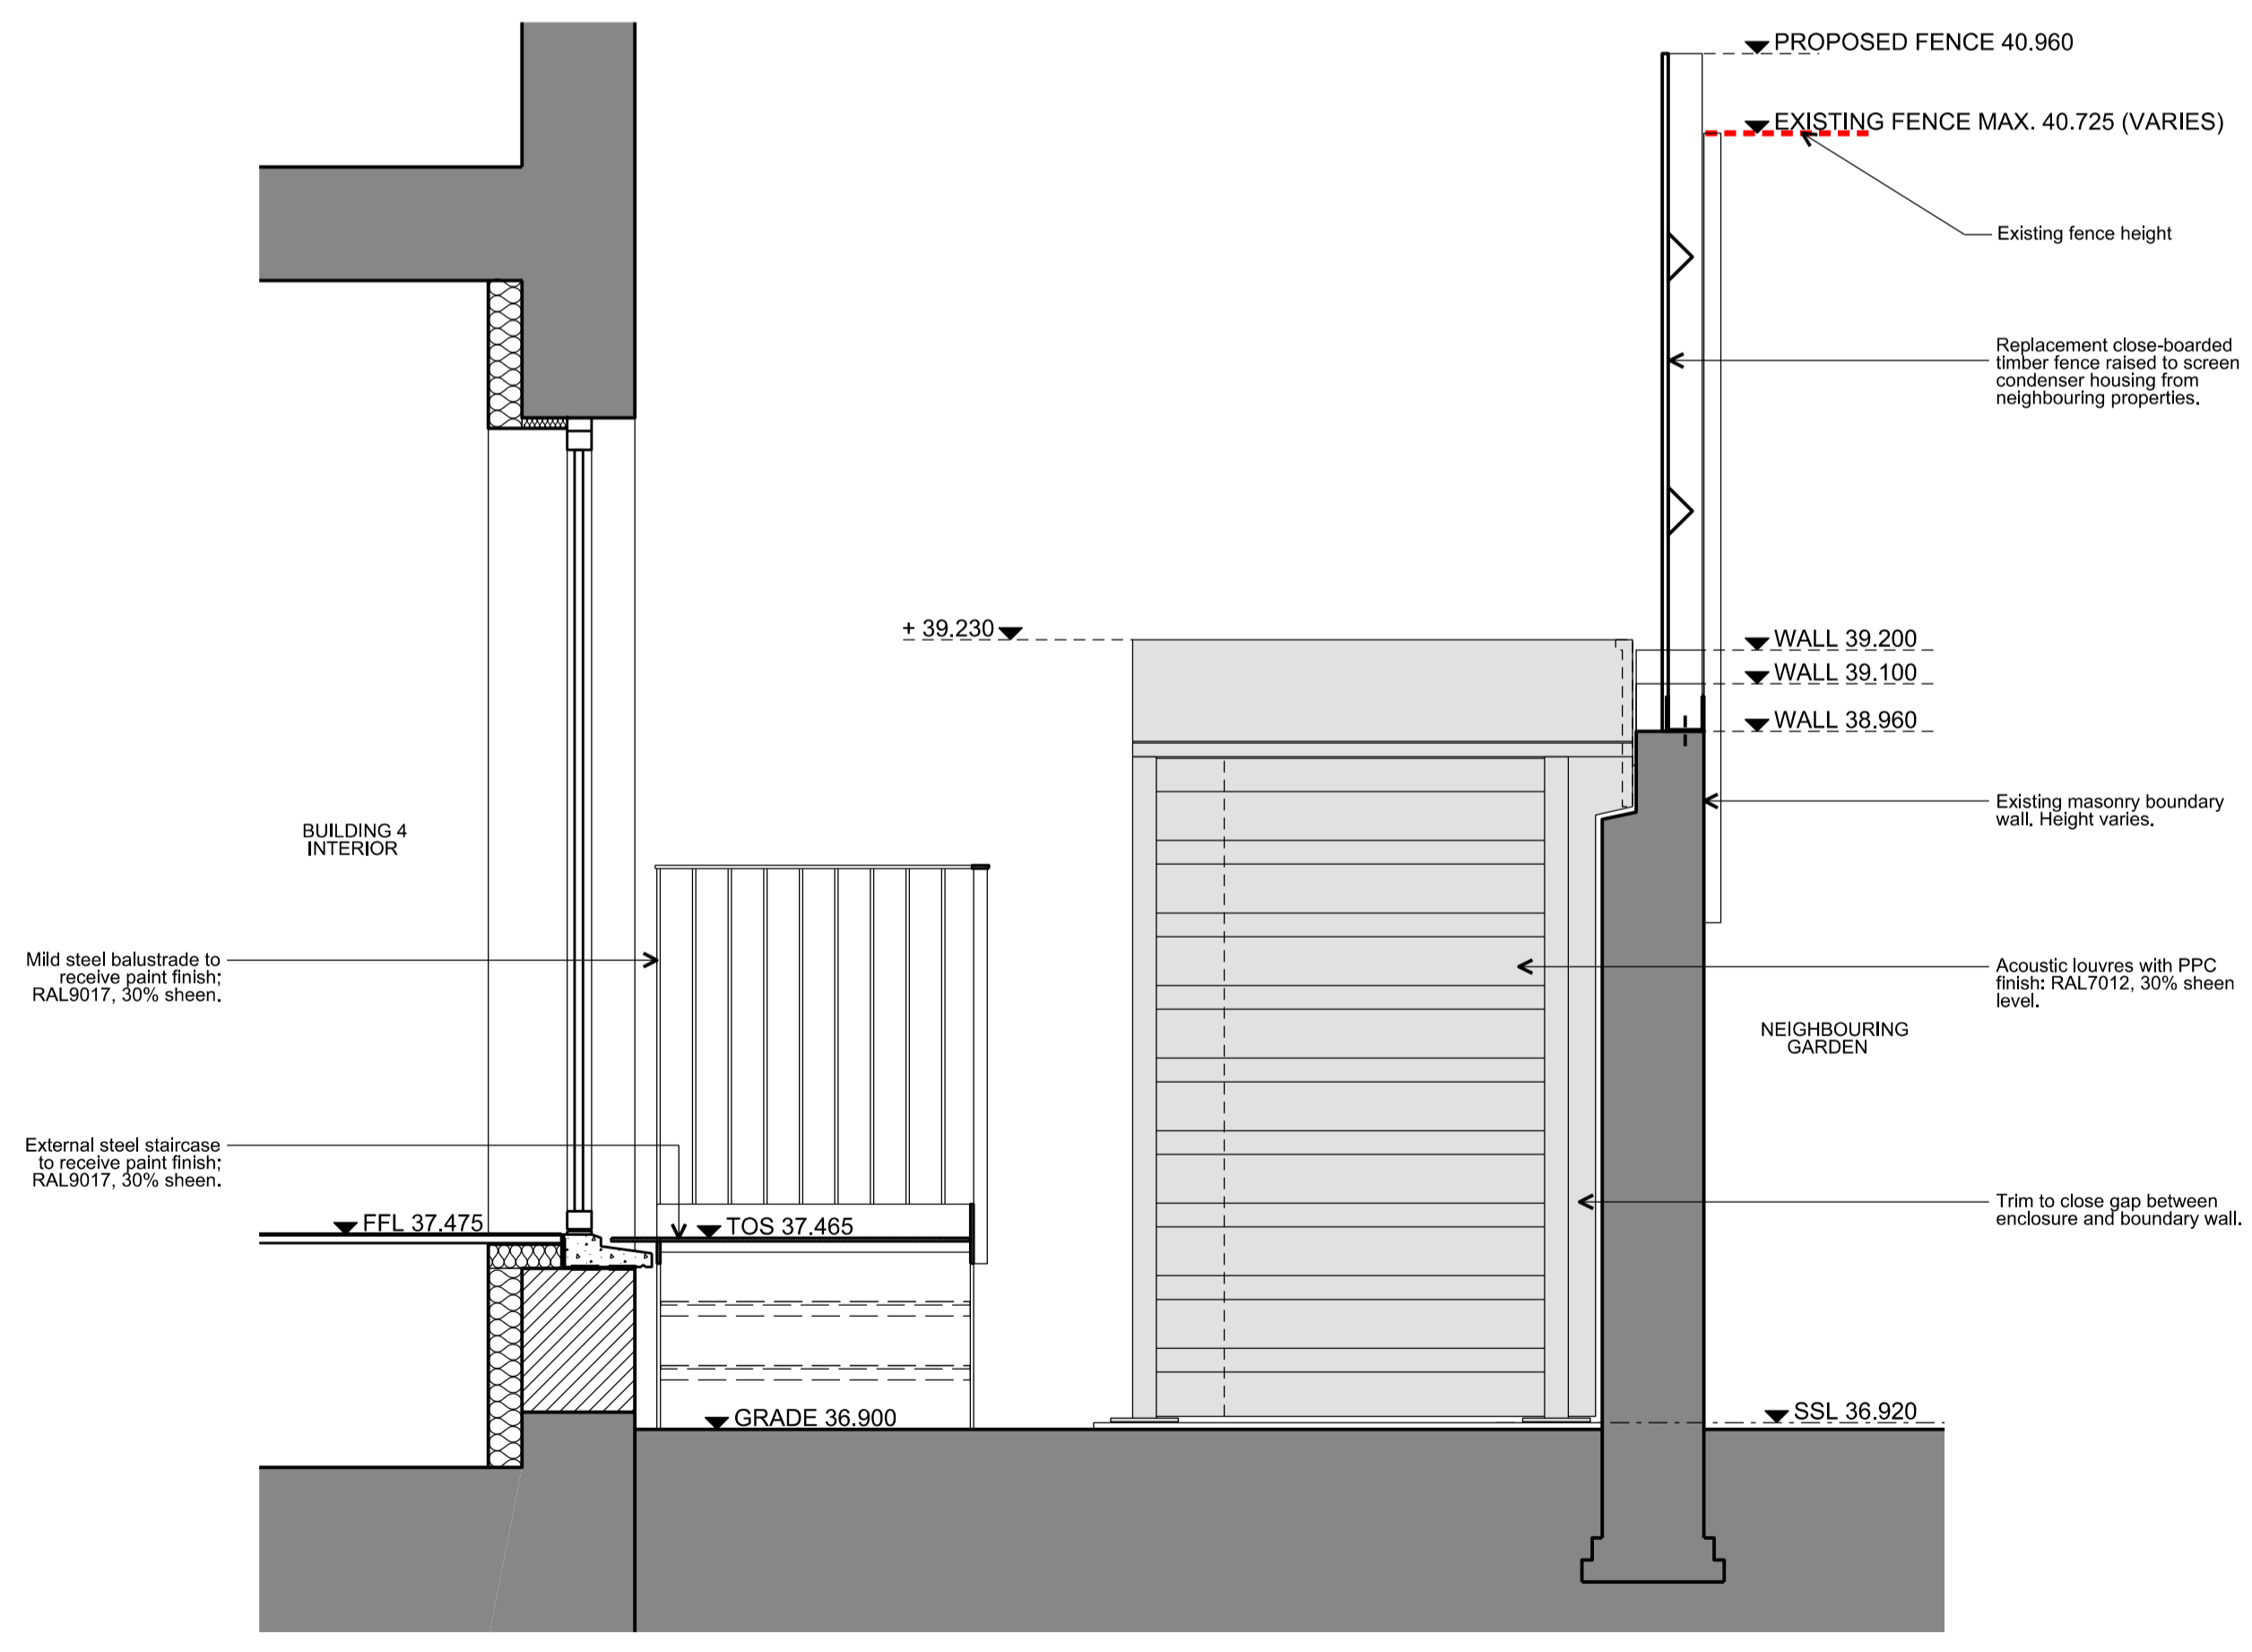 PROPOSED FENCE 40.960
EXISTING FENCE MAX. 40.725 (VARIES)
Existing fence height
Replacement close-boarded
timber fence raised to screen
condenser housing from
neighbouring properties.
+ 39.230
WALL 39.200
WALL 39.100
WALL 38.960
Existing masonry boundary
wall. Height varies.
BUILDING 4
INTERIOR
Mild steel balustrade to
receive paint finish;
RAL9017, 30% sheen.
Acoustic louvres with PPC
finish: RAL7012, 30% sheen
level.
NEIGHBOURING
GARDEN
External steel staircase
to receive paint finish;
RAL9017, 30% sheen.
Trim to close gap between
enclosure and boundary wall.
FFL 37.475
TOS 37.465
GRADE 36.900
SSL 36.920